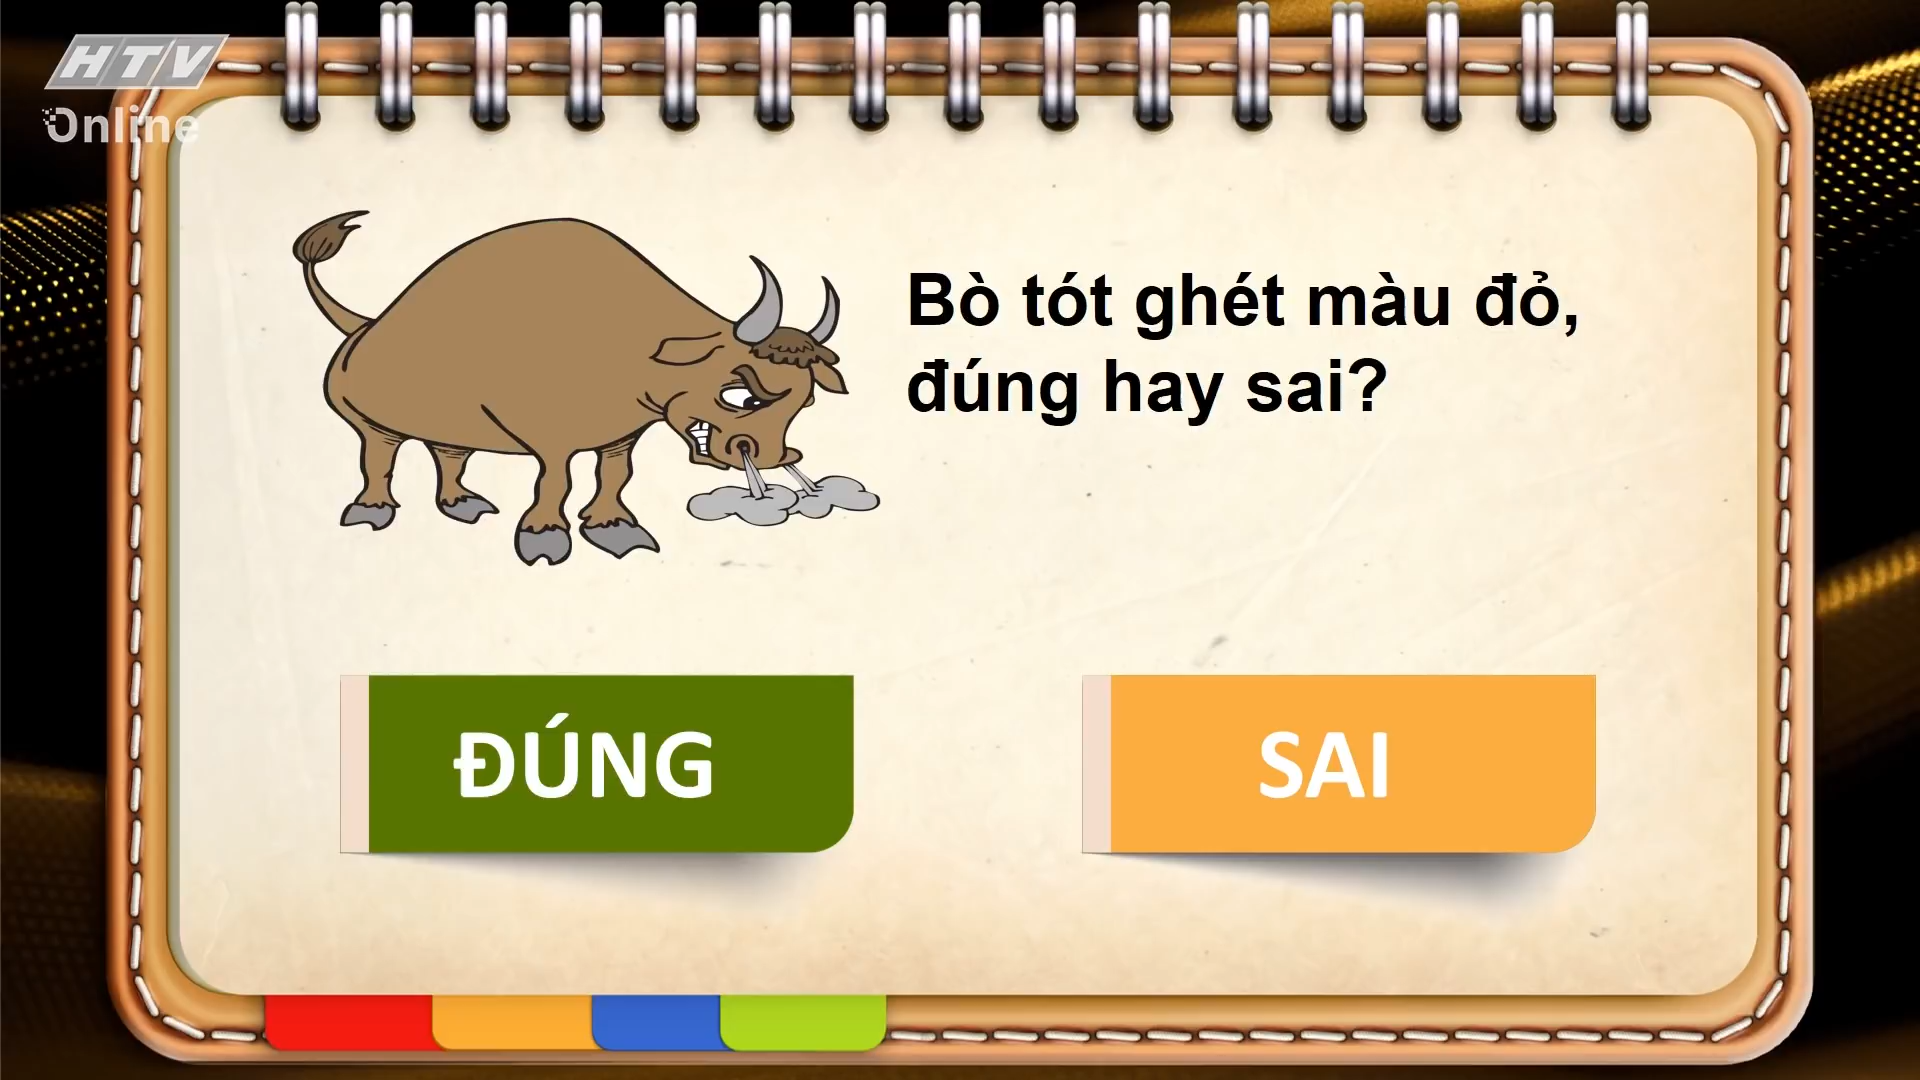 HTV
Online
Bò tót ghét màu đỏ,
đúng hay sai?
ĐÚNG
SAI